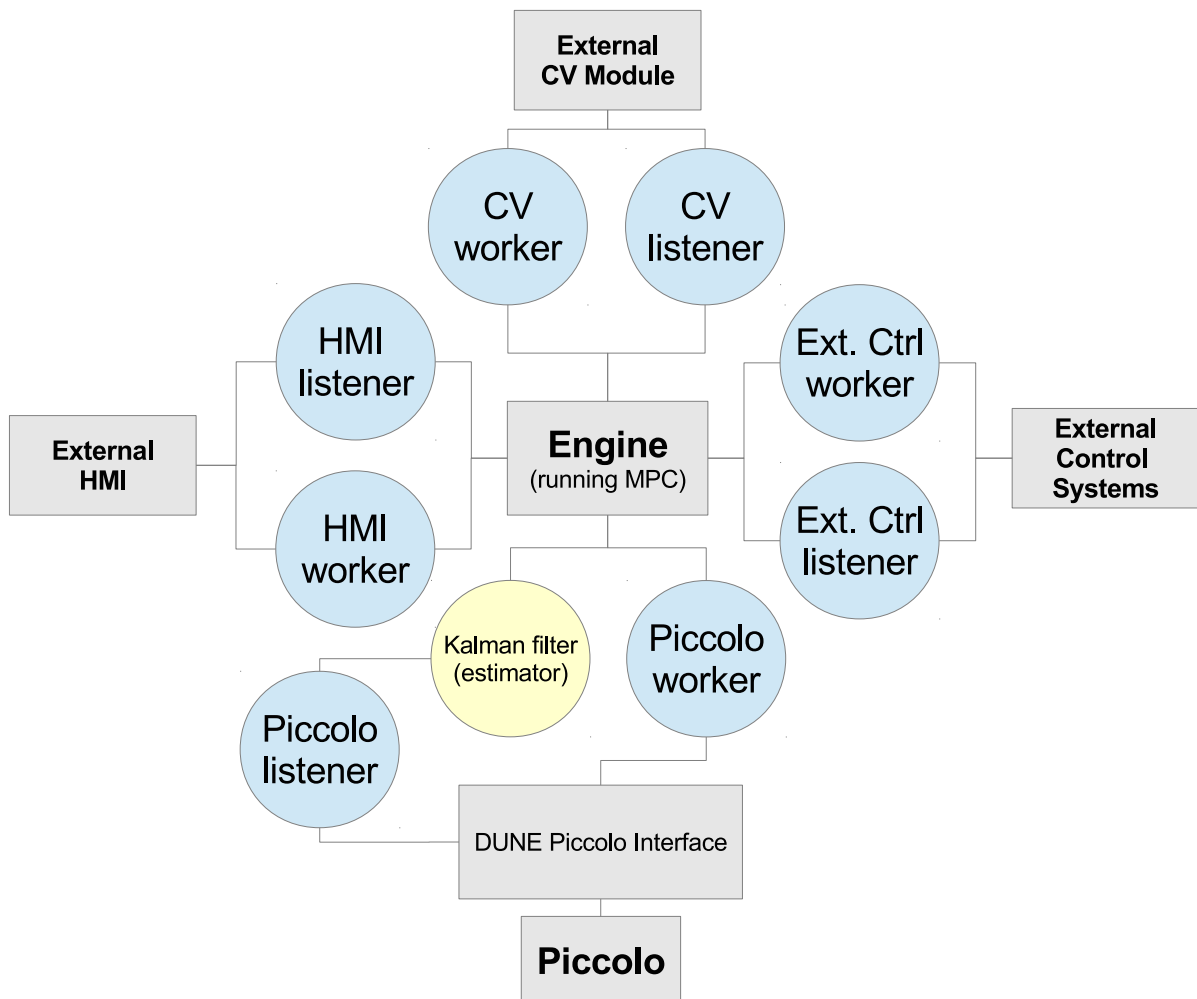 External
CV Module
CV
worker
CV
listener
HMI
listener
Ext. Ctrl
worker
External
HMI
Engine
(running MPC)
External
Control
Systems
HMI
worker
Ext. Ctrl
listener
Kalman filter
(estimator)
Piccolo
worker
Piccolo
listener
DUNE Piccolo Interface
Piccolo